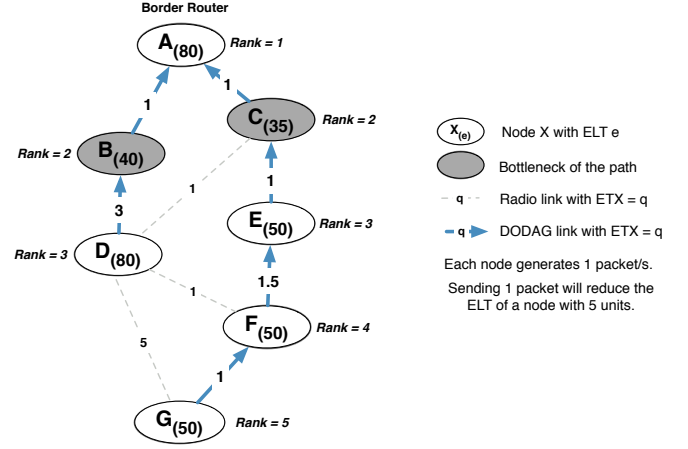 Border Router
A(80)
Rank = 1
1
1
C(35)
Rank = 2
B(40)
Rank = 2
1
1
3
E(50)
Rank = 3
D(80)
Rank = 3
1
1.5
F(50)
Rank = 4
5
1
G(50)
Rank = 5
X(e)
Node X with ELT e
Bottleneck of the path
q
Radio link with ETX = q
q
DODAG link with ETX = q
Each node generates 1 packet/s.
Sending 1 packet will reduce the
ELT of a node with 5 units.